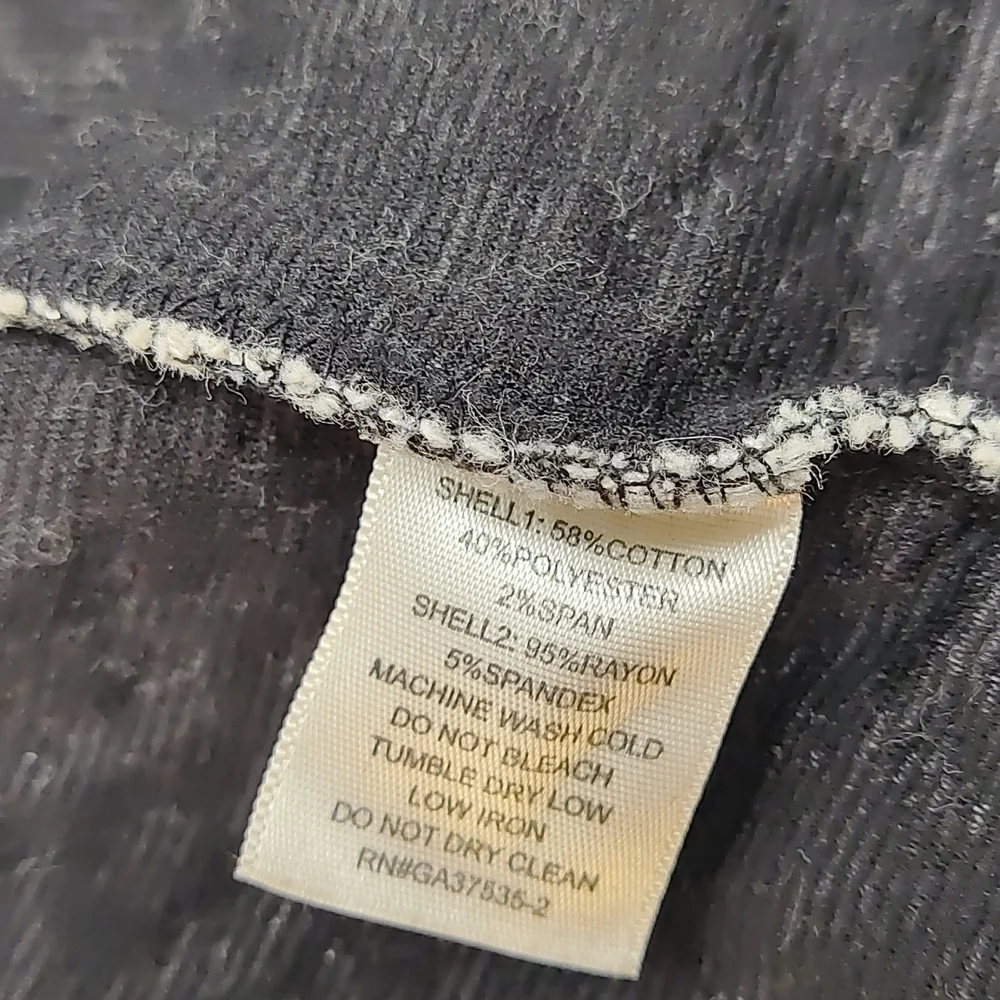 SHELL1: 58%COTTON
40%POLYESTER
2%SPAN
SHELL2: 95%RAYON
5%SPANDEX
MACHINE WASH COLD
DO NOT BLEACH
TUMBLE DRY LOW
LOW IRON
DO NOT DRY CLEAN
RN#GA37535-2